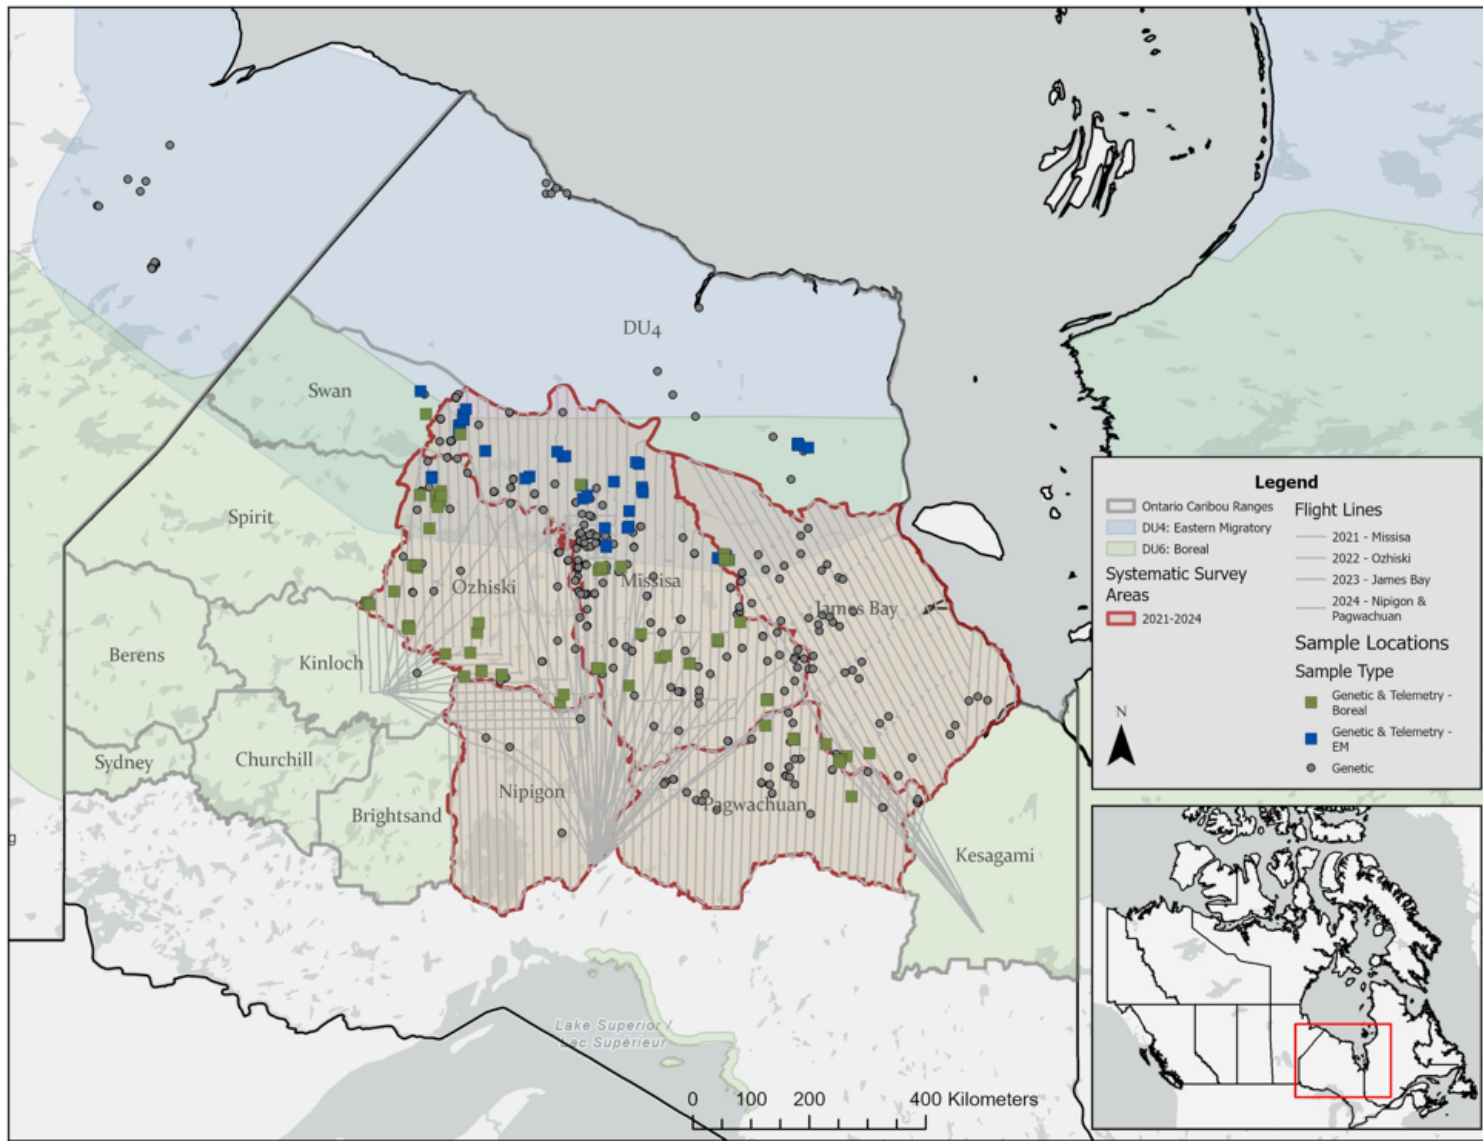 DU4
Swan
Spirit
Ozhiski
Missisa
James Bay
Berens
Kinloch
Sydney
Churchill
Nipigon
Pagwachuan
Brightsand
Kesagami
g
Lake Superior /
Lac Supérieur
0 100 200 400 Kilometers
Legend
Ontario Caribou Ranges
DU4: Eastern Migratory
DU6: Boreal
Systematic Survey
Areas
2021-2024
Flight Lines
2021 - Missisa
2022 - Ozhiski
2023 - James Bay
2024 - Nipigon &
Pagwachuan
Sample Locations
Sample Type
Genetic & Telemetry -
Boreal
Genetic & Telemetry -
EM
Genetic
N